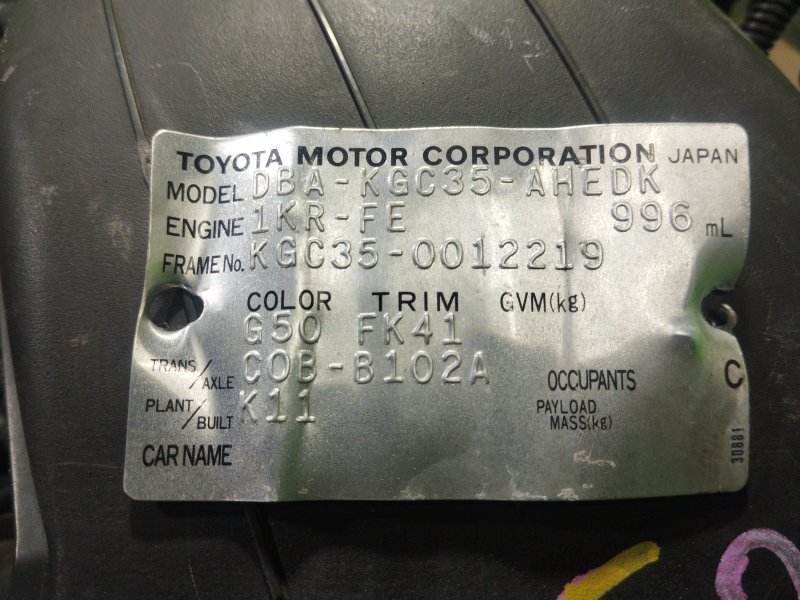 TOYOTA MOTOR CORPORATION JAPAN
MODEL DBA-KGC35-AHEDK
ENGINE 1KR-FE 996 mL
FRAME No. KGC35-0012219
COLOR TRIM GVM(kg)
G50 FK41
TRANS/AXLE C0B-B102A OCCUPANTS C
PLANT/BUILT K11 PAYLOAD MASS(kg)
CAR NAME
30881